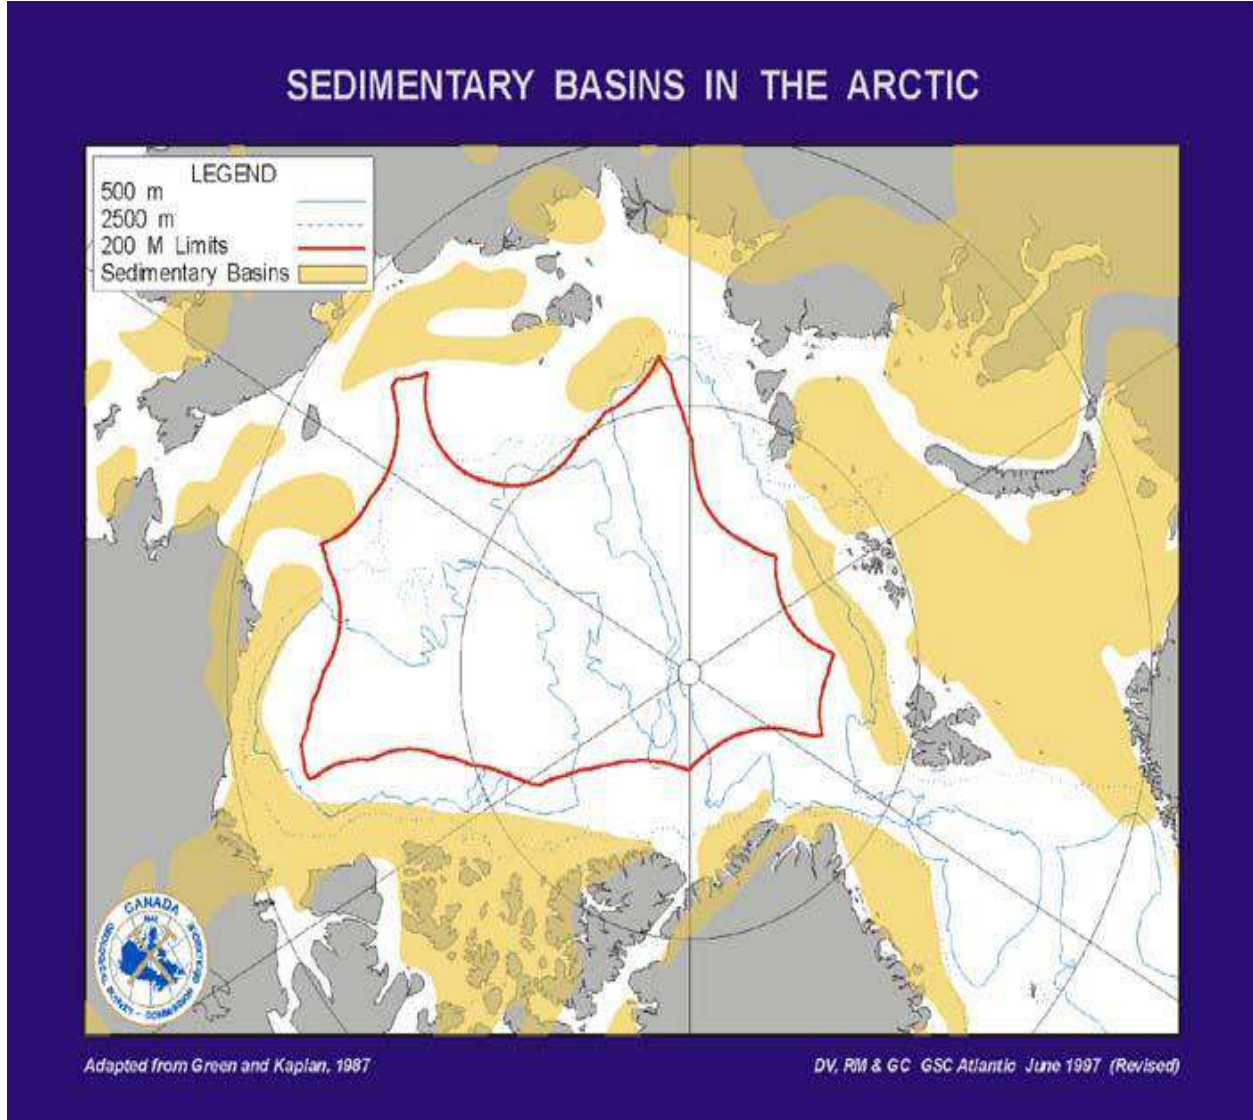 SEDIMENTARY BASINS IN THE ARCTIC
LEGEND
500 m
2500 m
200 M Limits
Sedimentary Basins
CANADA
Adapted from Green and Kaplan, 1987
DV, RM & GC GSC Atlantic June 1997 (Revised)